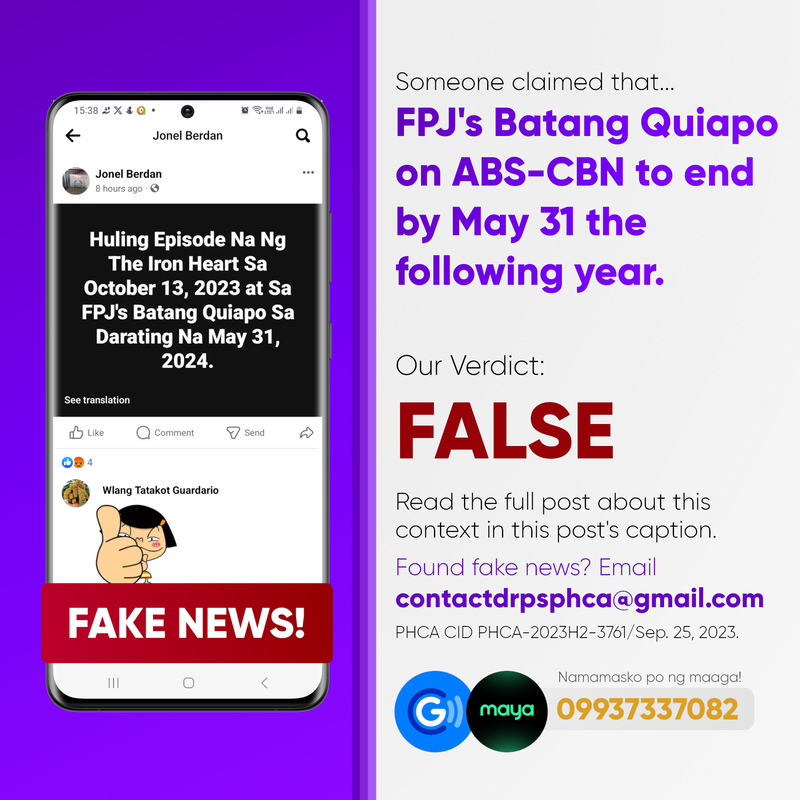 15:38
Jonel Berdan
Jonel Berdan
8 hours ago ·
Huling Episode Na Ng
The Iron Heart Sa
October 13, 2023 at Sa
FPJ's Batang Quiapo Sa
Darating Na May 31,
2024.
See translation
Like Comment Send
4
Wlang Tatakot Guardario
FAKE NEWS!
Someone claimed that...
FPJ's Batang Quiapo
on ABS-CBN to end
by May 31 the
following year.
Our Verdict:
FALSE
Read the full post about this
context in this post's caption.
Found fake news? Email
contactdrpsphca@gmail.com
PHCA CID PHCA-2023H2-3761/Sep. 25, 2023.
Namamasko po ng maaga!
G maya 09937337082